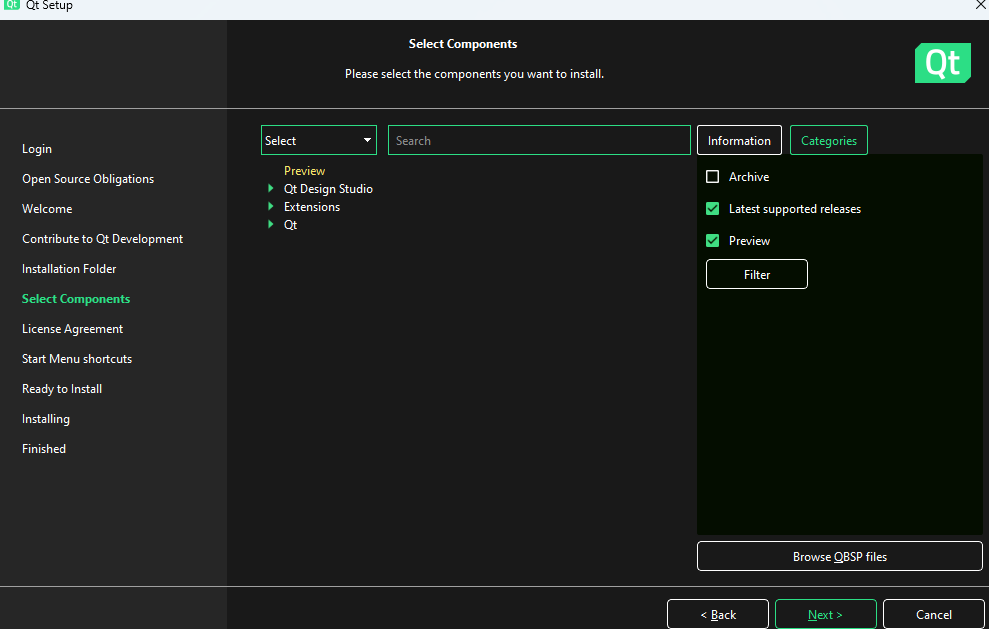 Qt Qt Setup
Select Components
Please select the components you want to install.
Qt
Login
Open Source Obligations
Welcome
Contribute to Qt Development
Installation Folder
Select Components
License Agreement
Start Menu shortcuts
Ready to Install
Installing
Finished
Select
Search
Preview
Qt Design Studio
Extensions
Qt
Information
Categories
Archive
Latest supported releases
Preview
Filter
Browse QBSP files
< Back
Next >
Cancel